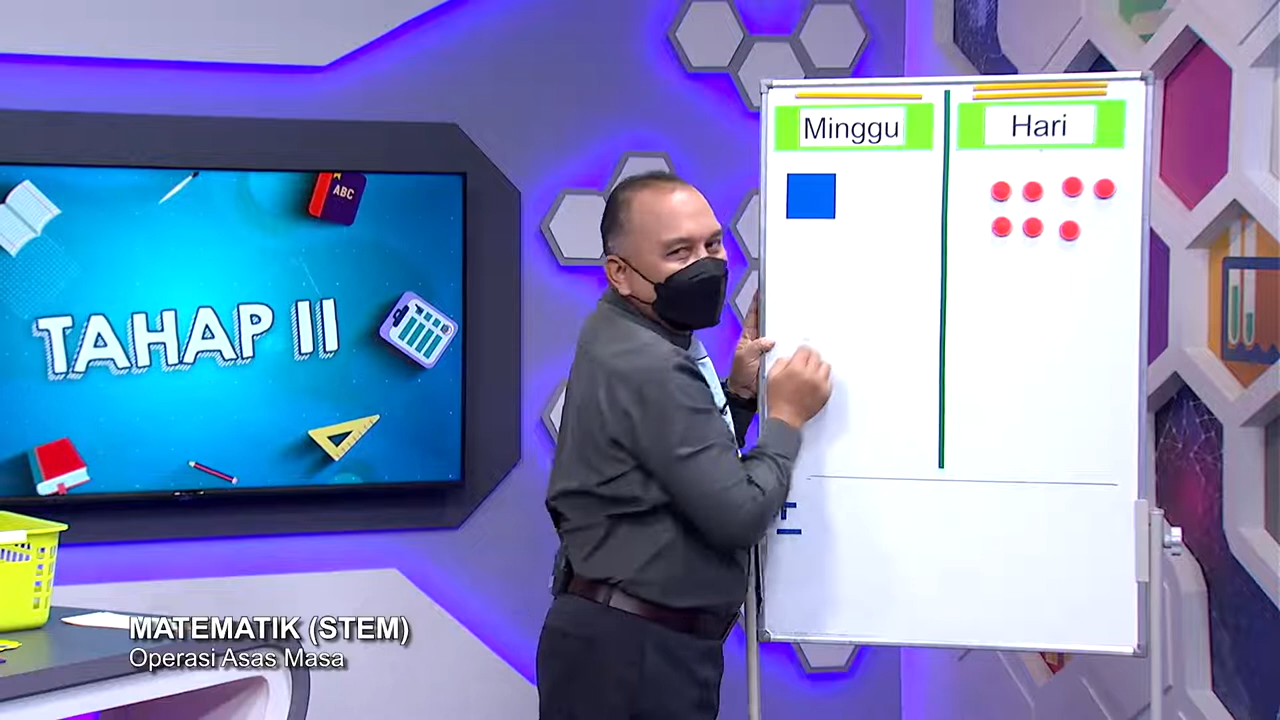 Minggu
Hari
ABC
TAHAP II
MATEMATIK (STEM)
Operasi Asas Masa